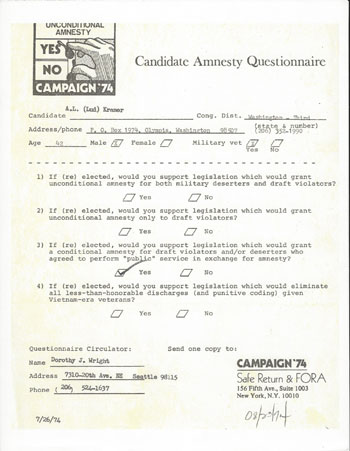 UNCONDITIONAL
AMNESTY
YES
NO
CAMPAIGN '74
Candidate Amnesty Questionnaire
A.L. (Lud) Kramer
Candidate Cong. Dist. Washington - Third
(state & number)
Address/phone P. O. Box 1974, Olympia, Washington 98507 (206) 352-1990
Age 40 Male Female Military vet
Yes No
1) If (re) elected, would you support legislation which would grant
unconditional amnesty for both military deserters and draft violators?
Yes No
2) If (re) elected, would you support legislation which would grant
unconditional amnesty only to draft violators?
Yes No
3) If (re) elected, would you support legislation which would grant
a conditional amnesty for draft violators and/or deserters who
agreed to perform "public" service in exchange for amnesty?
Yes No
4) If (re) elected, would you support legislation which would eliminate
all less-than-honorable discharges (and punitive coding) given
Vietnam-era veterans?
Yes No
Questionnaire Circulator: Send one copy to:
Name Dorothy J. Wright
Address 7310-20th Ave. NE Seattle 98115
Phone (206) 524-1637
CAMPAIGN '74
Safe Return & FORA
156 Fifth Ave., Suite 1003
New York, N.Y. 10010
7/26/74